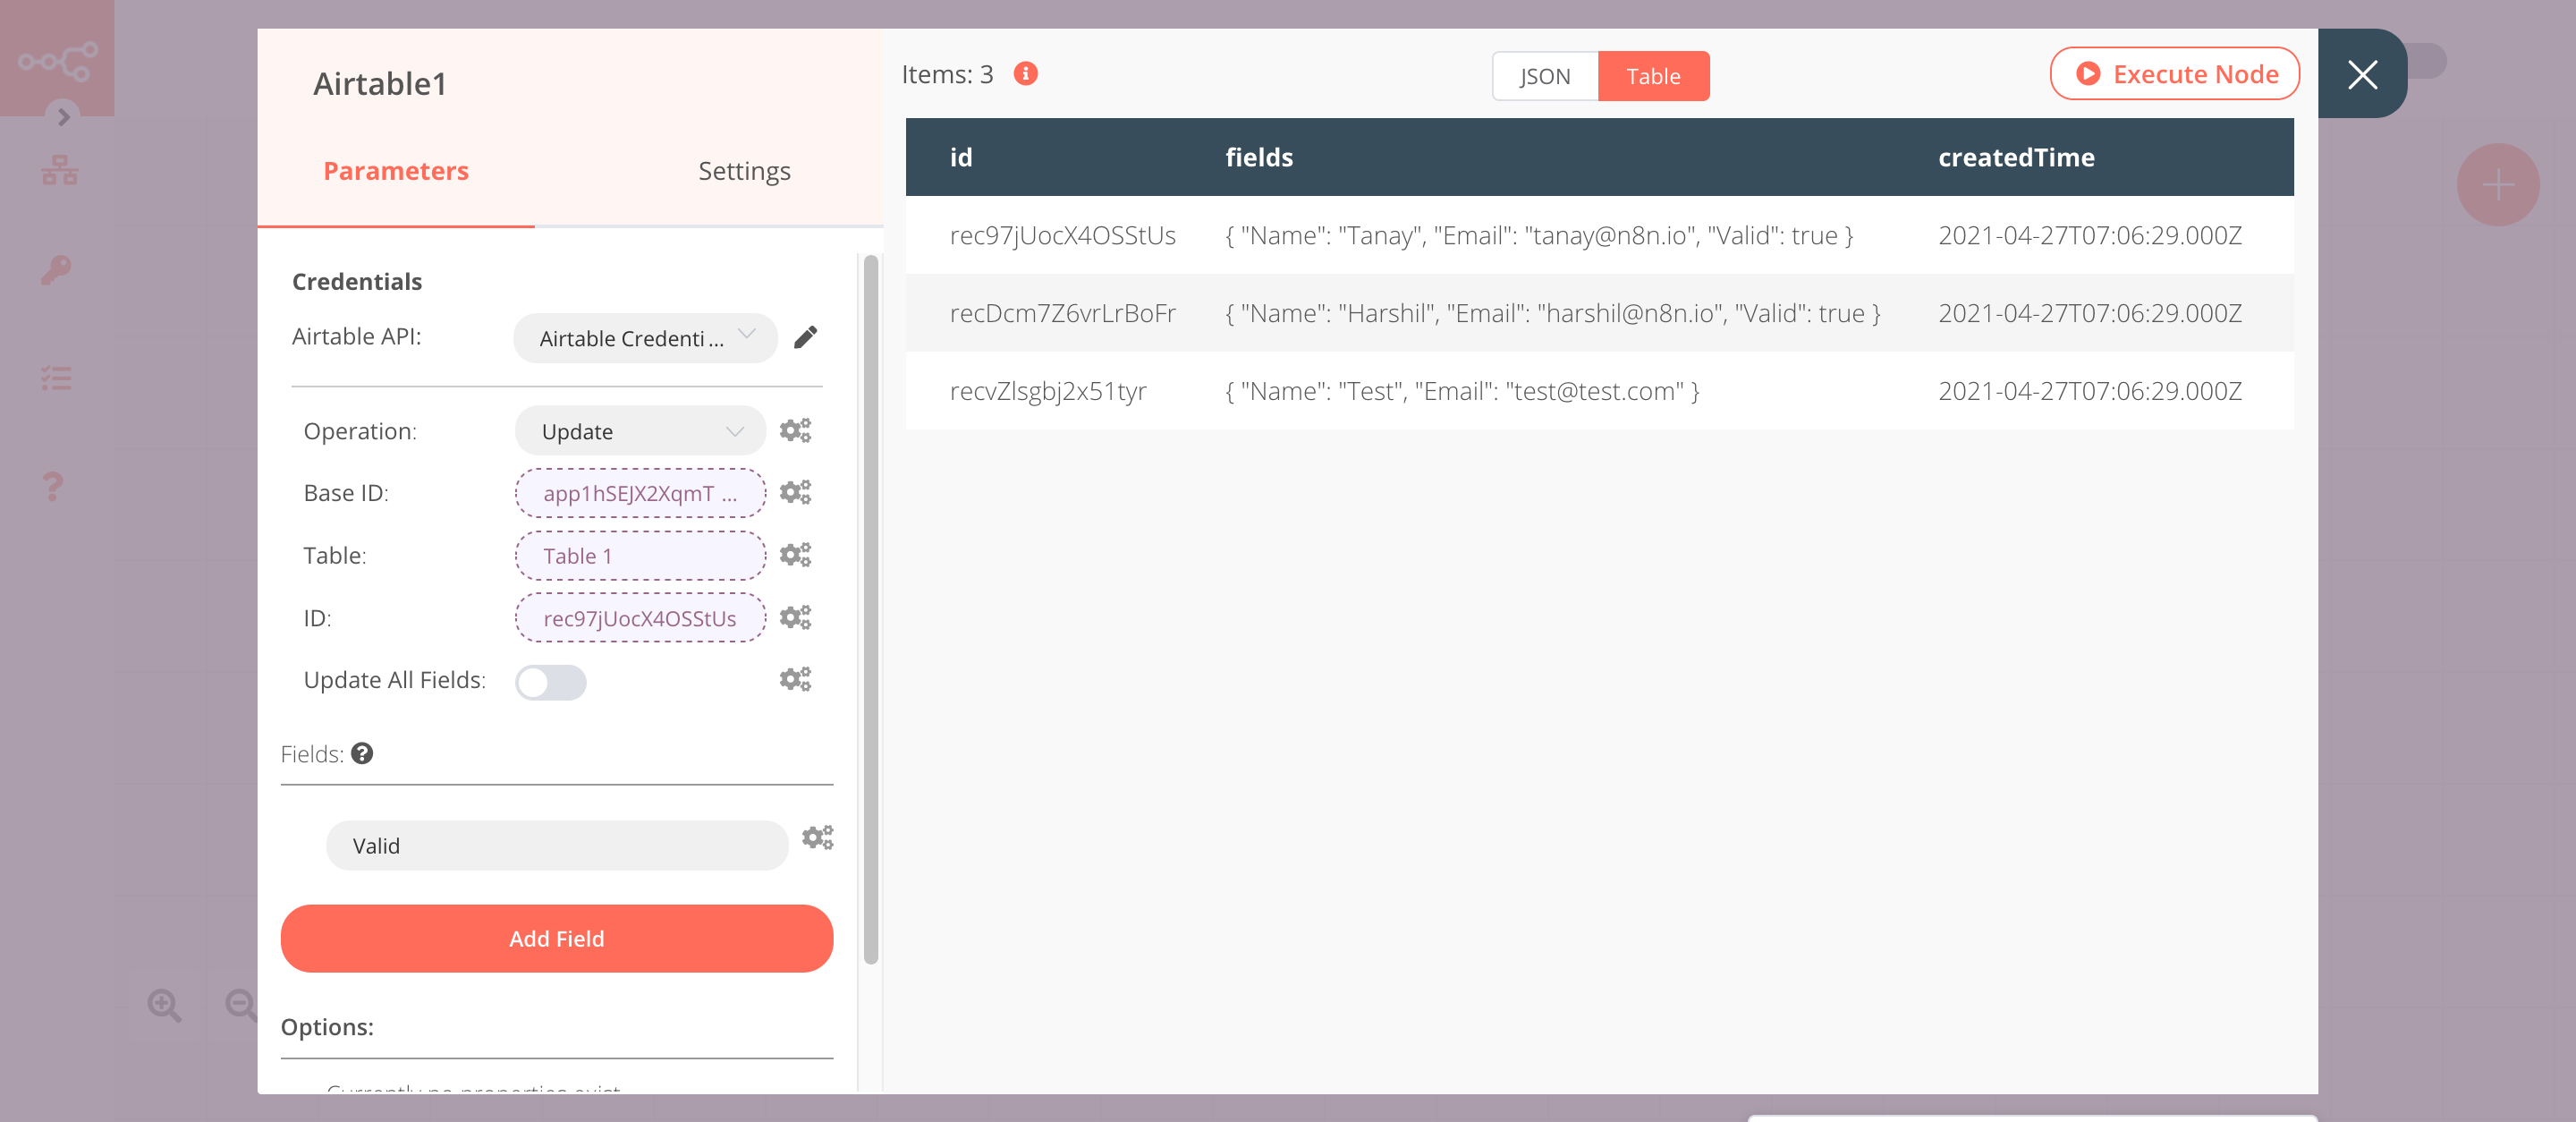 Airtable1
Parameters
Settings
Credentials
Airtable API:
Airtable Credenti ...
Operation:
Update
Base ID:
app1hSEJX2XqmT ...
Table:
Table 1
ID:
rec97jUocX4OSStUs
Update All Fields:
Fields:
Valid
Add Field
Options:
Currently no properties exist
Items: 3
JSON
Table
Execute Node
id fields createdTime
rec97jUocX4OSStUs { "Name": "Tanay", "Email": "tanay@n8n.io", "Valid": true } 2021-04-27T07:06:29.000Z
recDcm7Z6vrLrBoFr { "Name": "Harshil", "Email": "harshil@n8n.io", "Valid": true } 2021-04-27T07:06:29.000Z
recvZlsgbj2x51tyr { "Name": "Test", "Email": "test@test.com" } 2021-04-27T07:06:29.000Z